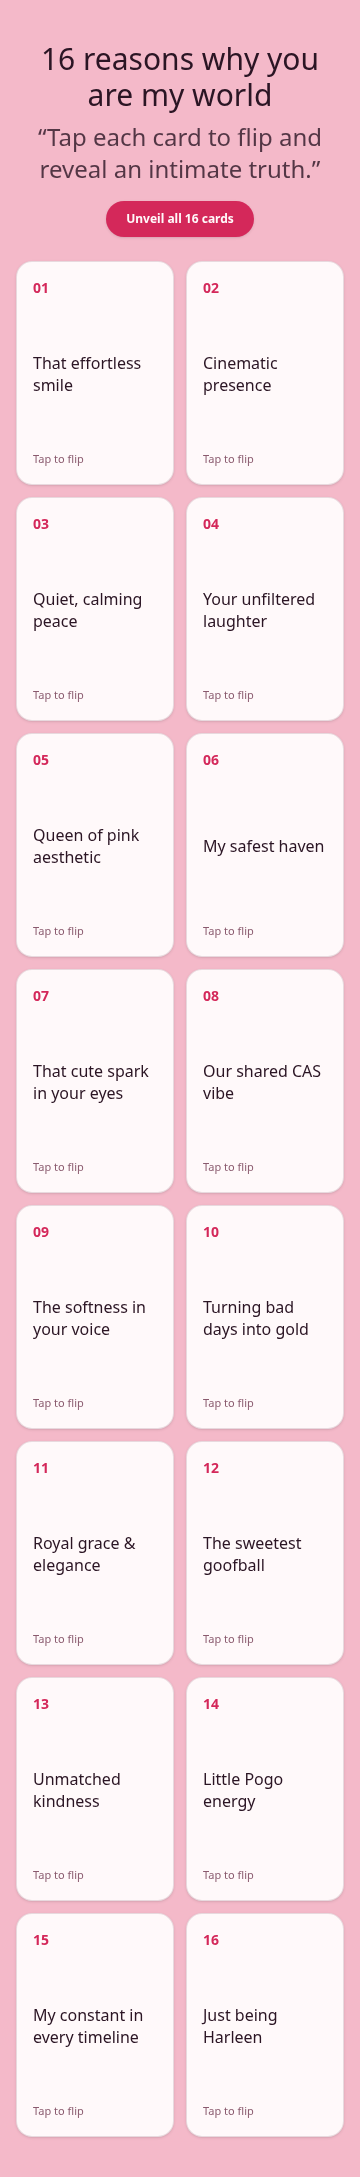 16 reasons why you
are my world
“Tap each card to flip and
reveal an intimate truth.”
Unveil all 16 cards
01
That effortless
smile
Tap to flip
02
Cinematic
presence
Tap to flip
03
Quiet, calming
peace
Tap to flip
04
Your unfiltered
laughter
Tap to flip
05
Queen of pink
aesthetic
Tap to flip
06
My safest haven
Tap to flip
07
That cute spark
in your eyes
Tap to flip
08
Our shared CAS
vibe
Tap to flip
09
The softness in
your voice
Tap to flip
10
Turning bad
days into gold
Tap to flip
11
Royal grace &
elegance
Tap to flip
12
The sweetest
goofball
Tap to flip
13
Unmatched
kindness
Tap to flip
14
Little Pogo
energy
Tap to flip
15
My constant in
every timeline
Tap to flip
16
Just being
Harleen
Tap to flip